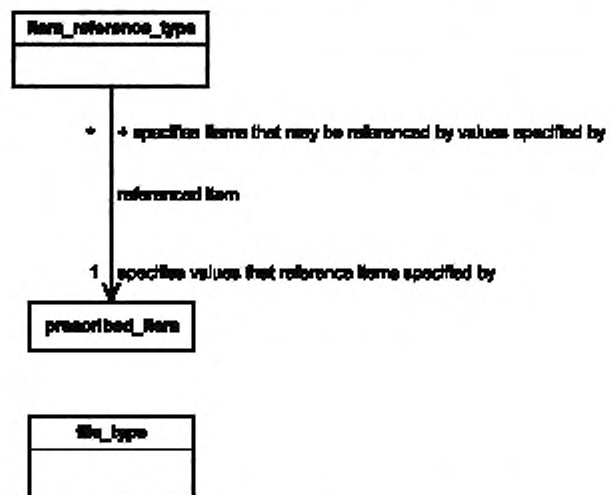 item_reference_type
* + specifies items that may be referenced by values specified by
referenced item
1 specifies values that reference items specified by
prescribed_item
file_type